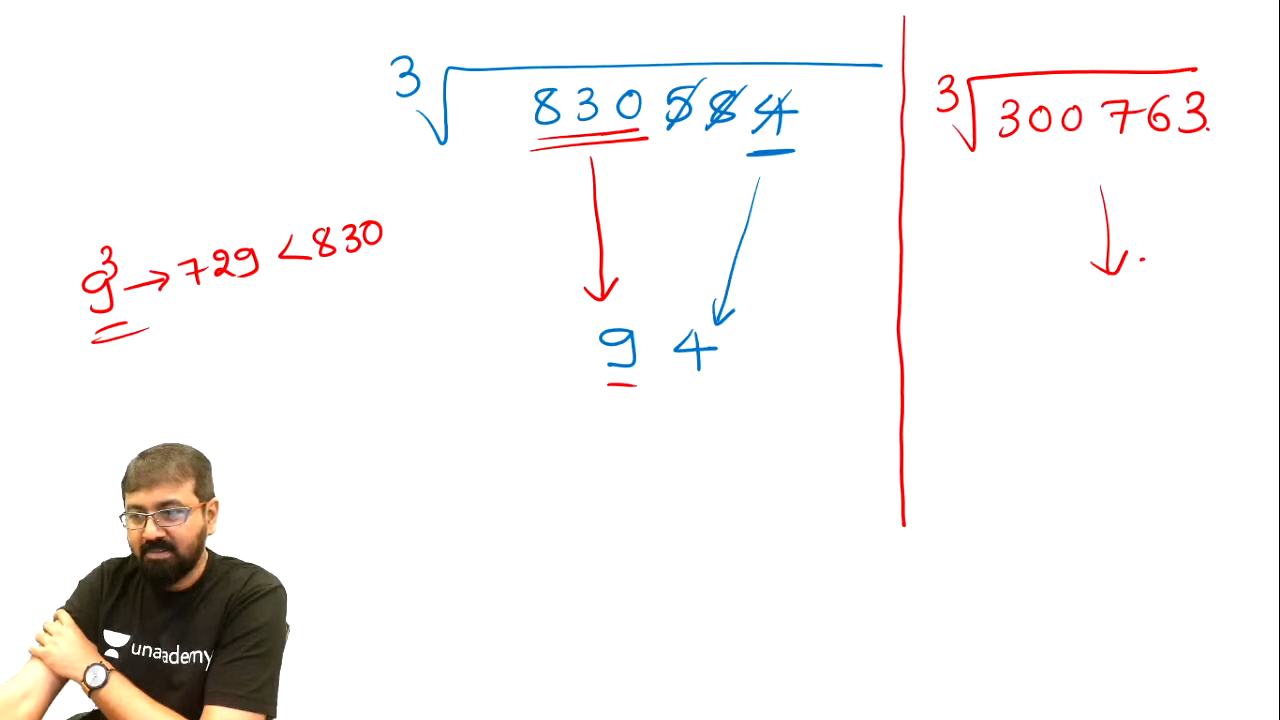 3√830584
3√300763.
9³ → 729 < 830
9 4
unacademy